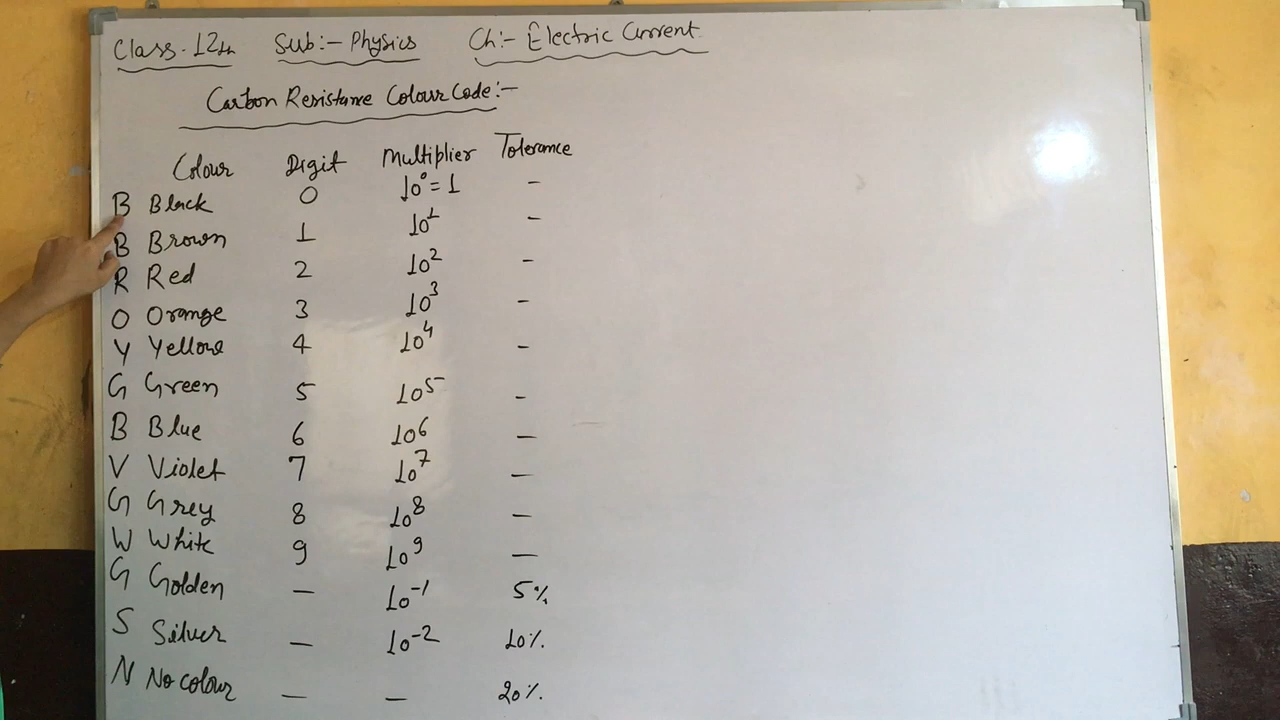 Class - 12th Sub:- Physics Ch:- Electric Current
Carbon Resistance Colour Code:-
Colour Digit Multiplier Tolerance
B Black 0 10⁰ = 1 -
B Brown 1 10¹ -
R Red 2 10² -
O Orange 3 10³ -
Y Yellow 4 10⁴ -
G Green 5 10⁵ -
B Blue 6 10⁶ -
V Violet 7 10⁷ -
G Grey 8 10⁸ -
W White 9 10⁹ -
G Golden - 10⁻¹ 5%
S Silver - 10⁻² 10%.
N No colour - - 20%.